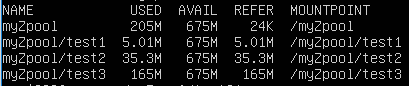 NAME USED AVAIL REFER MOUNTPOINT
myZpool 205M 675M 24K /myZpool
myZpool/test1 5.01M 675M 5.01M /myZpool/test1
myZpool/test2 35.3M 675M 35.3M /myZpool/test2
myZpool/test3 165M 675M 165M /myZpool/test3